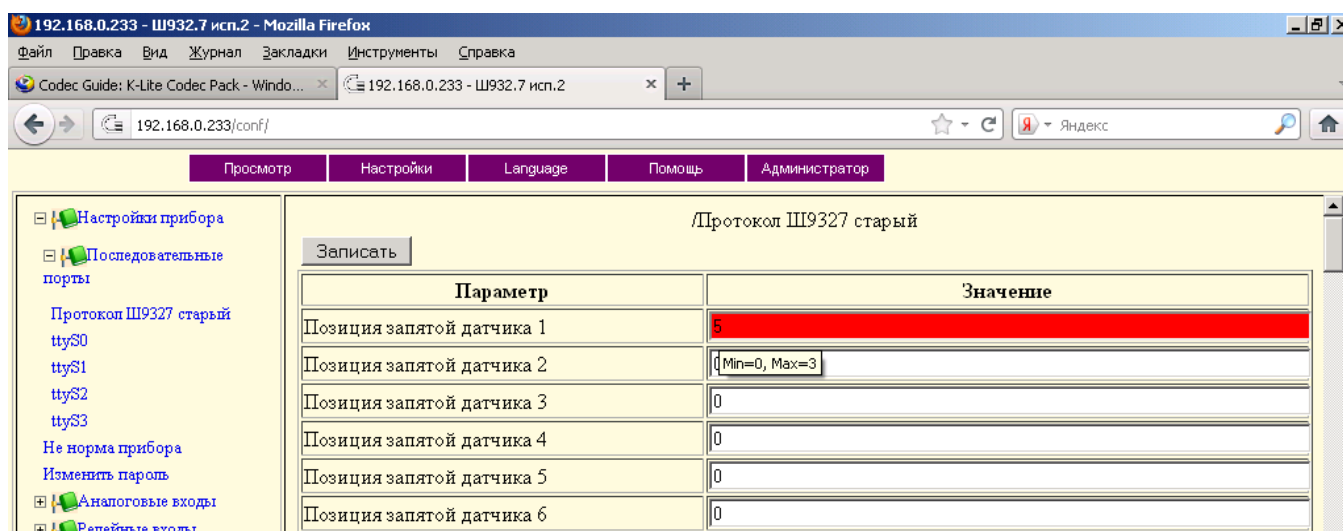 192.168.0.233 - Ш932.7 исп.2 - Mozilla Firefox
Файл Правка Вид Журнал Закладки Инструменты Справка
Codec Guide: K-Lite Codec Pack - Windo... 192.168.0.233 - Ш932.7 исп.2
192.168.0.233/conf/ Яндекс
Просмотр Настройки Language Помощь Администратор
Настройки прибора
Последовательные
порты
Протокол Ш9327 старый
ttyS0
ttyS1
ttyS2
ttyS3
Не норма прибора
Изменить пароль
Аналоговые входы
Релейные входы
/Протокол Ш9327 старый
Записать
Параметр Значение
Позиция запятой датчика 1 5
Позиция запятой датчика 2 0
Min=0, Max=3
Позиция запятой датчика 3 0
Позиция запятой датчика 4 0
Позиция запятой датчика 5 0
Позиция запятой датчика 6 0